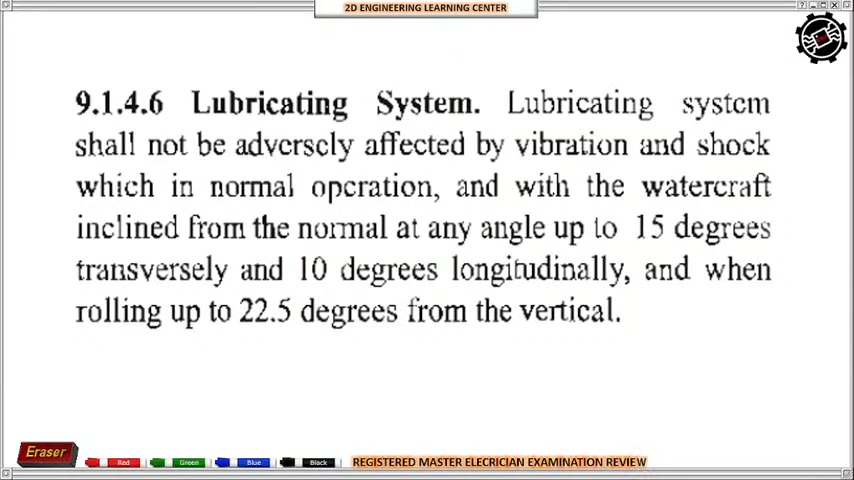 2D ENGINEERING LEARNING CENTER
9.1.4.6 Lubricating System. Lubricating system
shall not be adversely affected by vibration and shock
which in normal operation, and with the watercraft
inclined from the normal at any angle up to 15 degrees
transversely and 10 degrees longitudinally, and when
rolling up to 22.5 degrees from the vertical.
Eraser
Red
Green
Blue
Black
REGISTERED MASTER ELECRICIAN EXAMINATION REVIEW